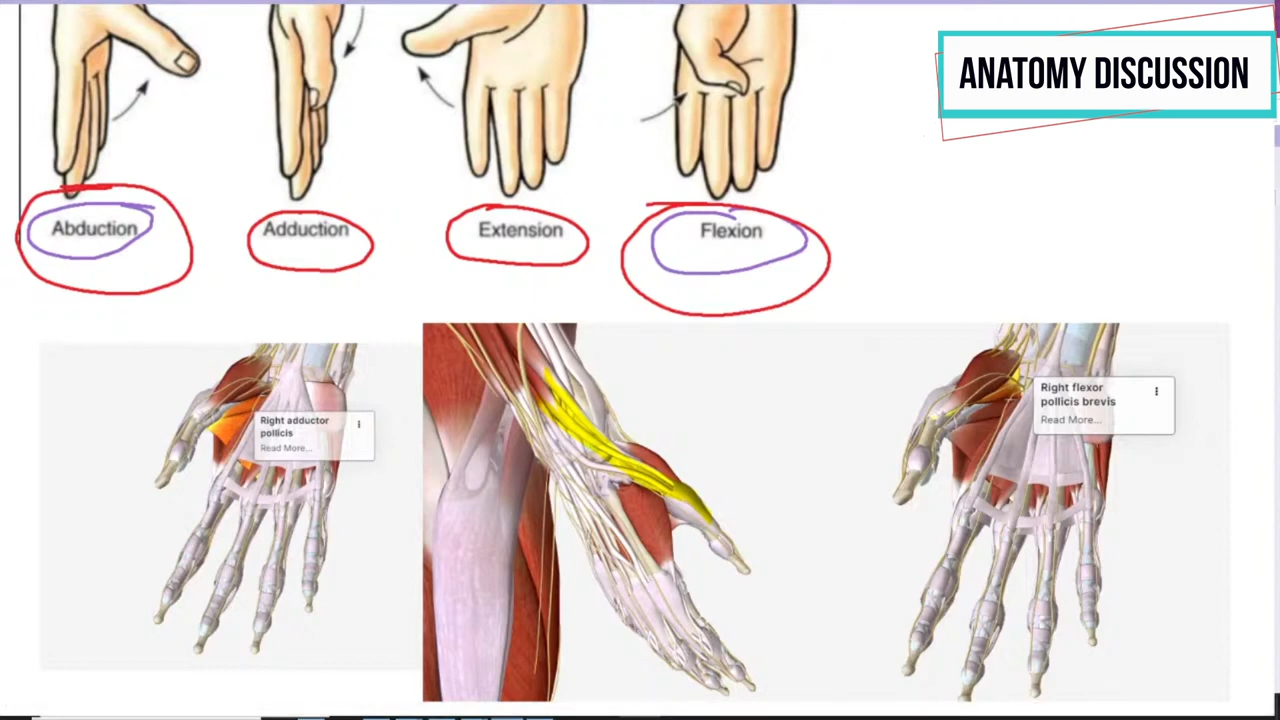 ANATOMY DISCUSSION
Abduction
Adduction
Extension
Flexion
Right adductor
pollicis
Read More...
Right flexor
pollicis brevis
Read More...